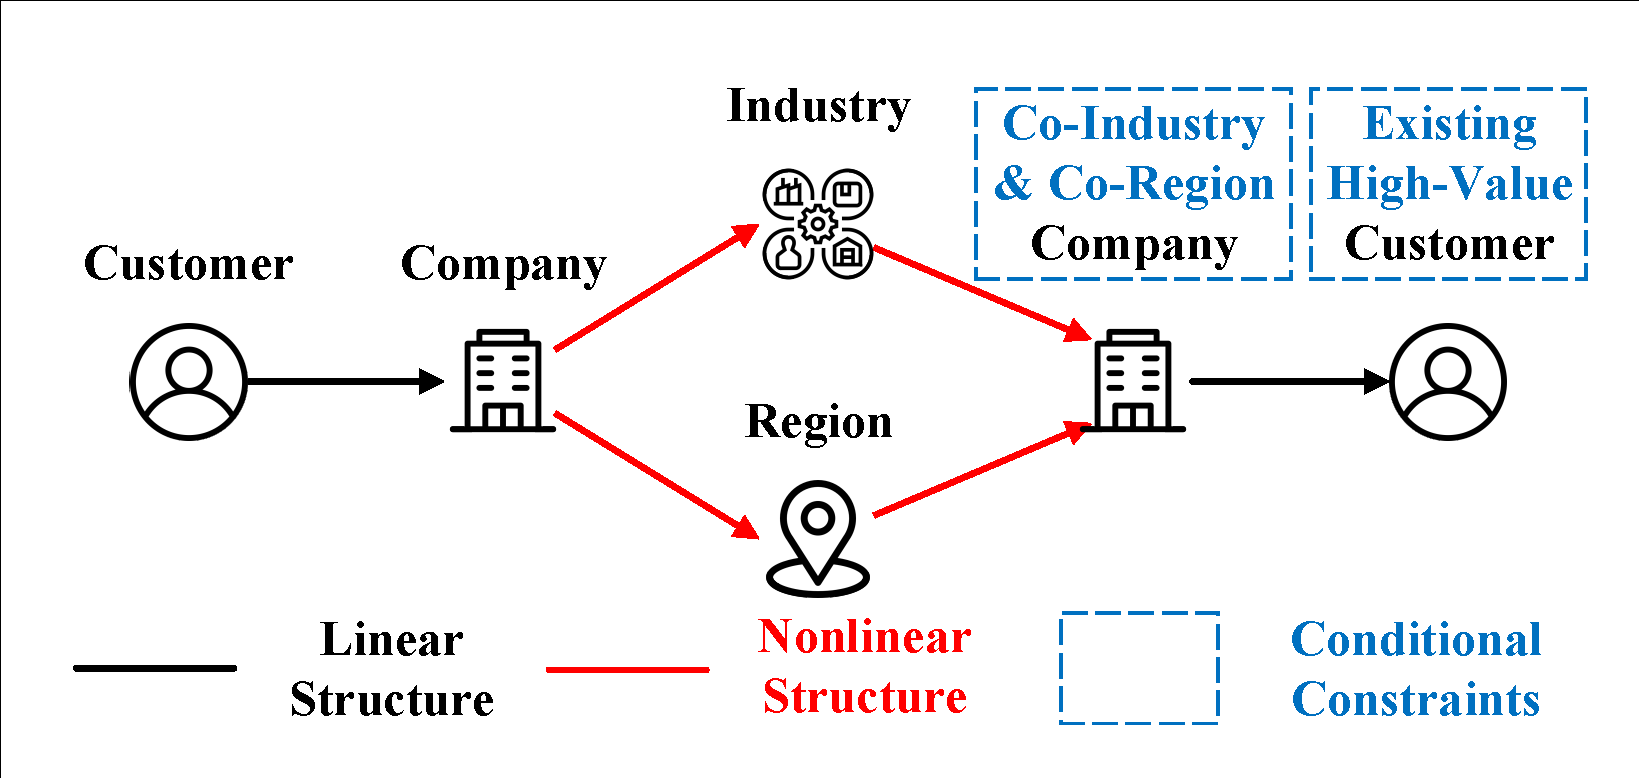 Industry
Co-Industry
& Co-Region
Company
Existing
High-Value
Customer
Customer
Company
Region
Linear
Structure
Nonlinear
Structure
Conditional
Constraints